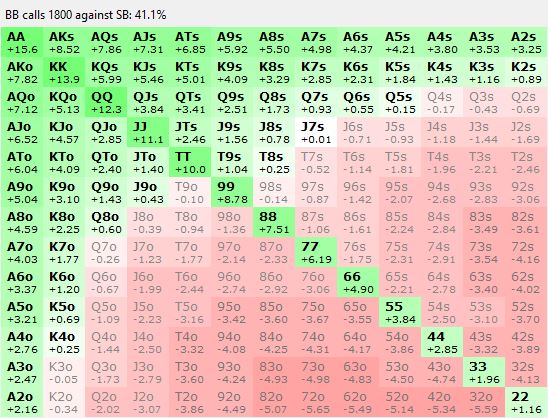 BB calls 1800 against SB: 41.1%
AA AKs AQs AJs ATs A9s A8s A7s A6s A5s A4s A3s A2s
+15.6 +8.52 +7.86 +7.31 +6.85 +5.92 +5.50 +4.98 +4.37 +4.21 +3.80 +3.53 +3.25
AKo KK KQs KJs KTs K9s K8s K7s K6s K5s K4s K3s K2s
+7.82 +13.9 +5.99 +5.46 +5.01 +4.09 +3.29 +2.85 +2.31 +1.84 +1.43 +1.16 +0.89
AQo KQo QQ QJs QTs Q9s Q8s Q7s Q6s Q5s Q4s Q3s Q2s
+7.12 +5.13 +12.3 +3.84 +3.41 +2.51 +1.73 +0.93 +0.55 +0.15 -0.17 -0.43 -0.69
AJo KJo QJo JJ JTs J9s J8s J7s J6s J5s J4s J3s J2s
+6.52 +4.57 +2.85 +11.1 +2.46 +1.56 +0.78 +0.01 -0.71 -0.93 -1.18 -1.44 -1.69
ATo KTo QTo JTo TT T9s T8s T7s T6s T5s T4s T3s T2s
+6.04 +4.09 +2.40 +1.40 +10.0 +1.04 +0.25 -0.52 -1.14 -1.81 -1.96 -2.21 -2.46
A9o K9o Q9o J9o T9o 99 98s 97s 96s 95s 94s 93s 92s
+5.04 +3.10 +1.43 +0.43 -0.10 +8.78 -0.14 -0.87 -1.42 -2.07 -2.68 -2.83 -3.06
A8o K8o Q8o J8o T8o 98o 88 87s 86s 85s 84s 83s 82s
+4.59 +2.25 +0.60 -0.39 -0.94 -1.36 +7.51 -1.06 -1.61 -2.24 -2.84 -3.49 -3.61
A7o K7o Q7o J7o T7o 97o 87o 77 76s 75s 74s 73s 72s
+4.03 +1.77 -0.26 -1.23 -1.77 -2.14 -2.33 +6.19 -1.75 -2.31 -2.91 -3.54 -4.16
A6o K6o Q6o J6o T6o 96o 86o 76o 66 65s 64s 63s 62s
+3.37 +1.20 -0.67 -1.99 -2.44 -2.74 -2.92 -3.06 +4.90 -2.21 -2.78 -3.40 -4.02
A5o K5o Q5o J5o T5o 95o 85o 75o 65o 55 54s 53s 52s
+3.21 +0.69 -1.09 -2.23 -3.16 -3.42 -3.60 -3.67 -3.55 +3.84 -2.50 -3.10 -3.70
A4o K4o Q4o J4o T4o 94o 84o 74o 64o 54o 44 43s 42s
+2.76 +0.25 -1.44 -2.50 -3.32 -4.08 -4.25 -4.31 -4.17 -3.86 +2.85 -3.32 -3.89
A3o K3o Q3o J3o T3o 93o 83o 73o 63o 53o 43o 33 32s
+2.47 -0.05 -1.73 -2.79 -3.60 -4.24 -4.93 -4.98 -4.83 -4.50 -4.74 +1.96 -4.13
A2o K2o Q2o J2o T2o 92o 82o 72o 62o 52o 42o 32o 22
+2.16 -0.34 -2.02 -3.07 -3.86 -4.49 -5.07 -5.65 -5.49 -5.14 -5.34 -5.59 +1.16